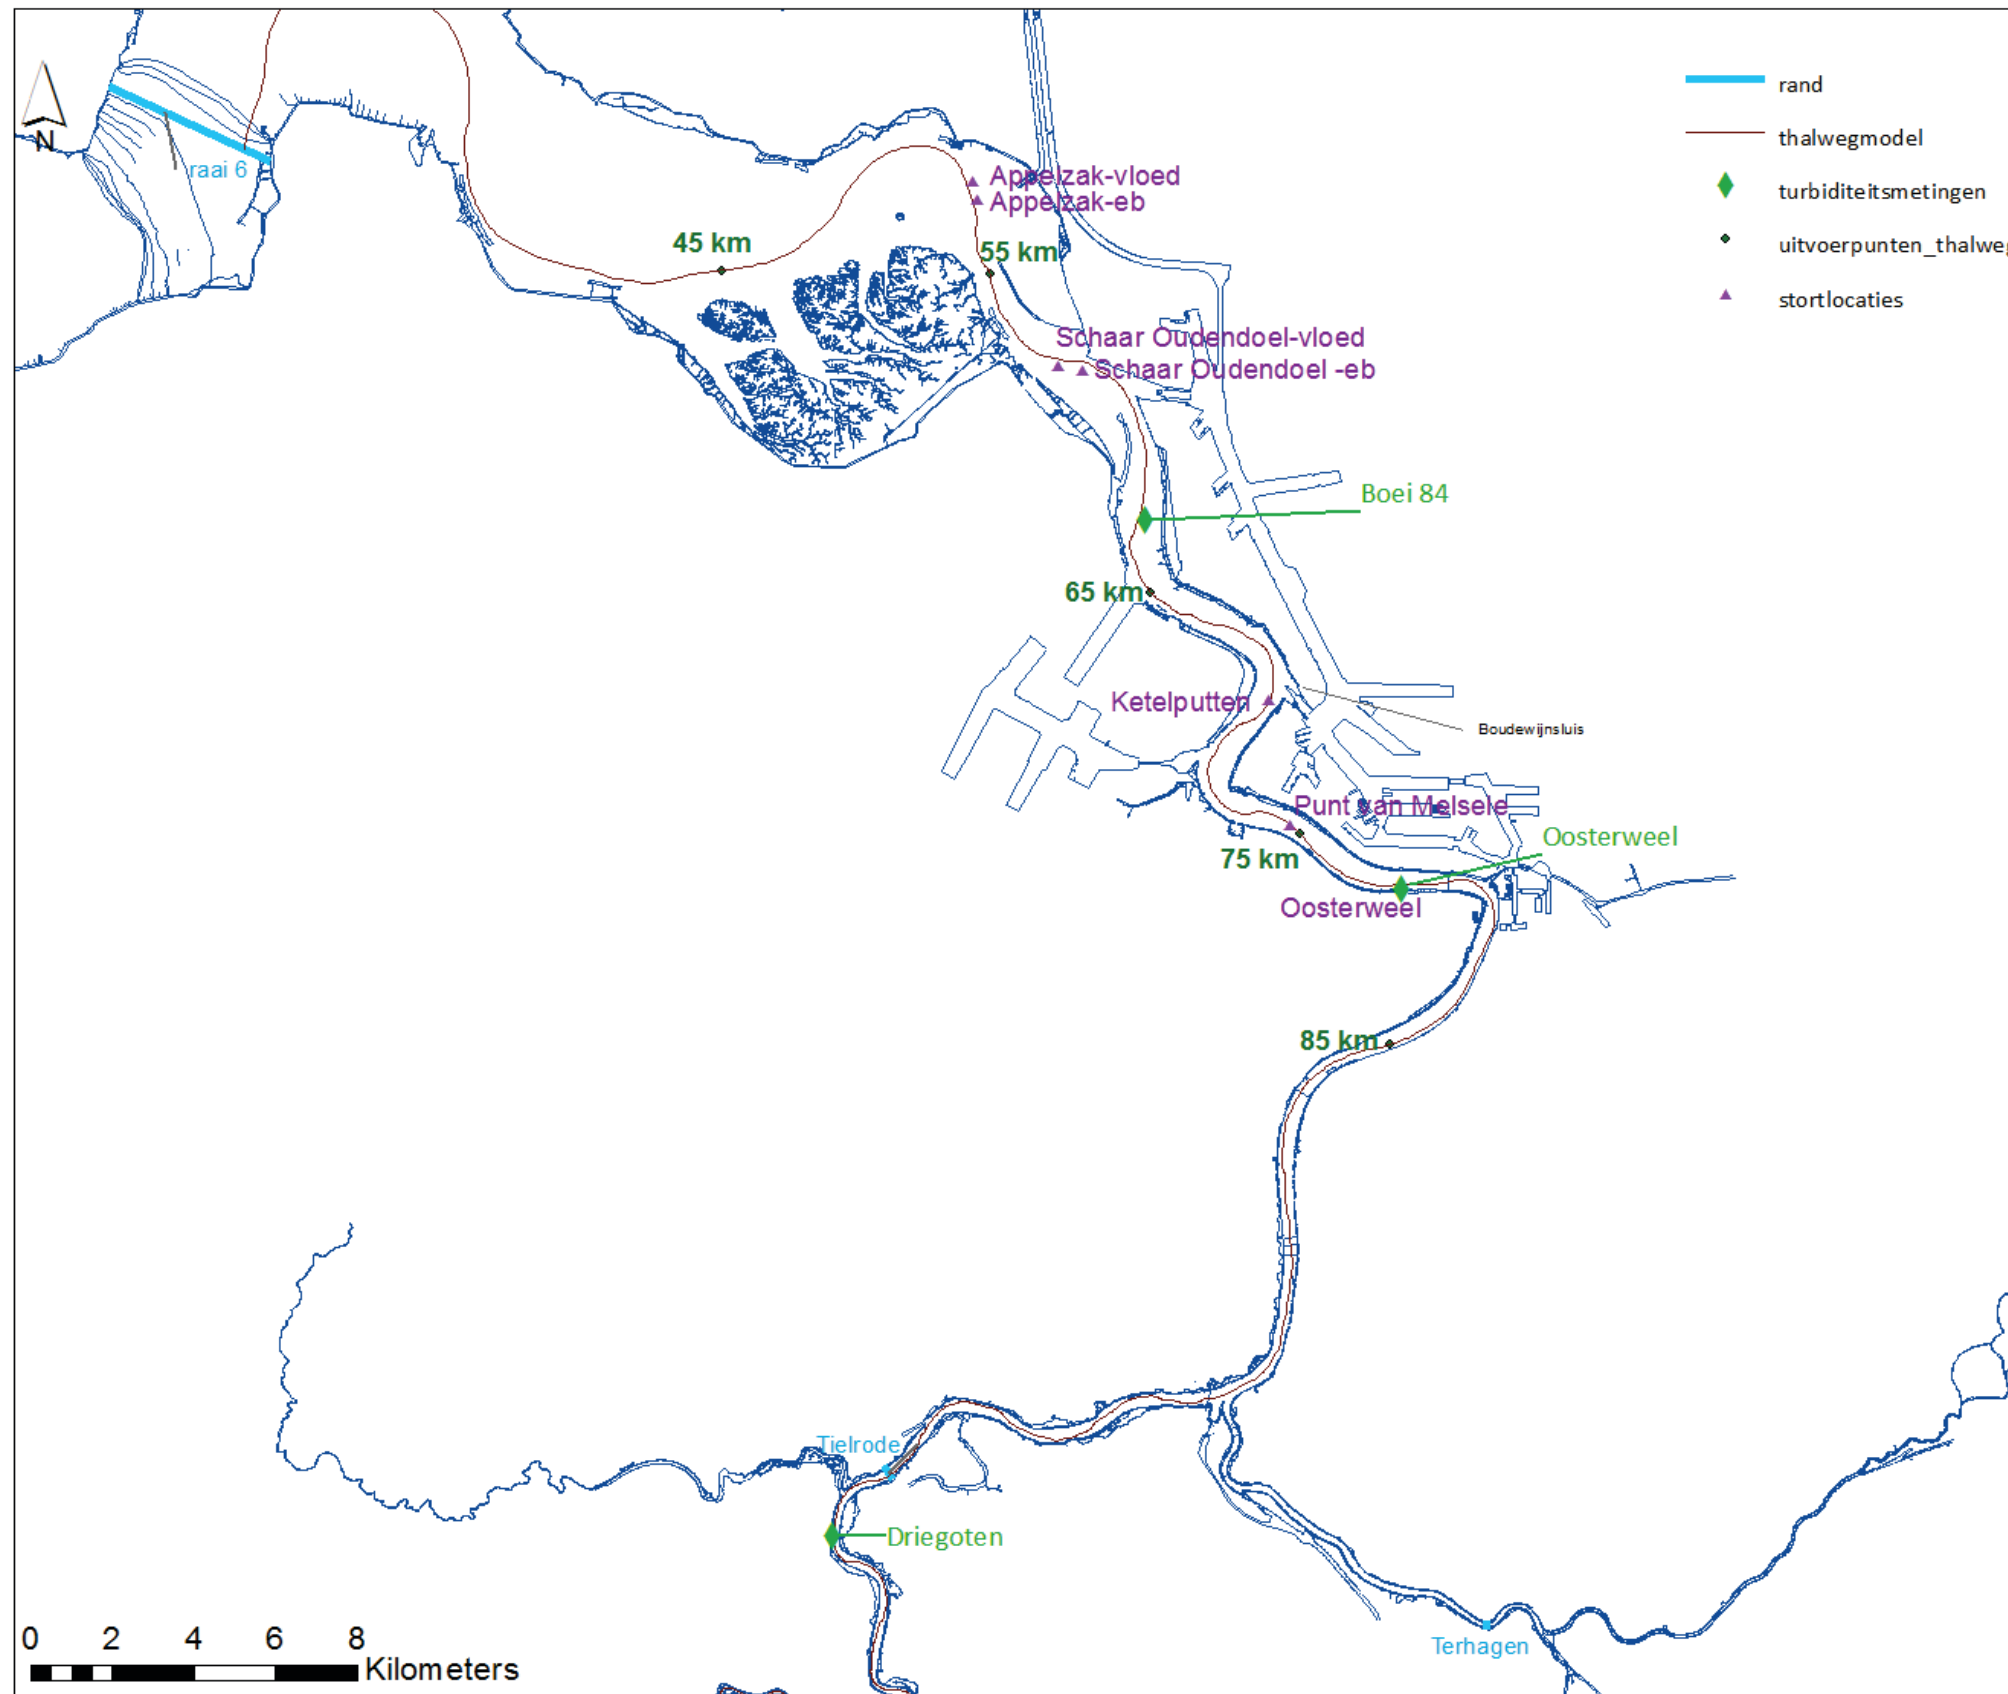 rand
thalwegmodel
turbiditeitsmetingen
uitvoerpunten_thalweg
stortlocaties
N
raai 6
Appelzak-vloed
Appelzak-eb
45 km
55 km
Schaar Oudendoel-vloed
Schaar Oudendoel -eb
Boei 84
65 km
Ketelputten
Boudewijnsluis
Punt van Melsele
Oosterweel
75 km
Oosterweel
85 km
Tielrode
Driegoten
Terhagen
0 2 4 6 8
Kilometers